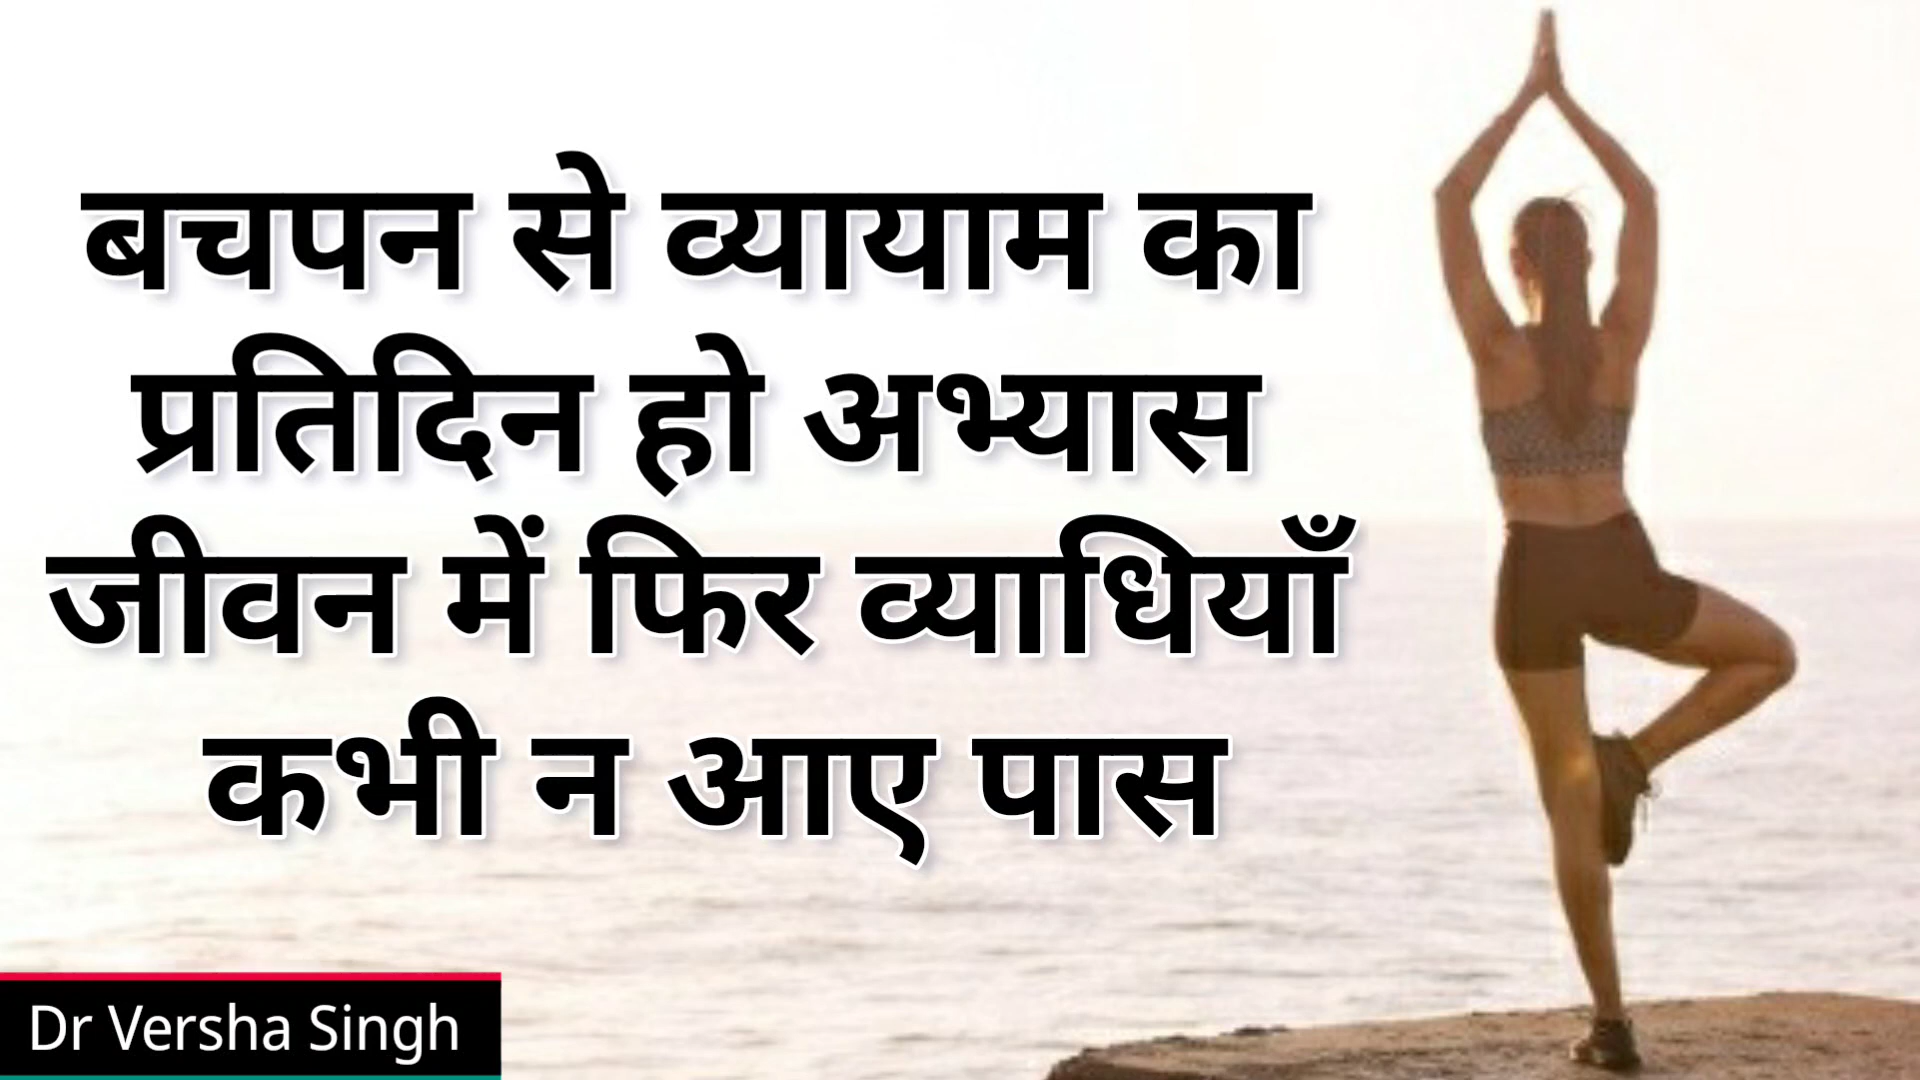 बचपन से व्यायाम का
प्रतिदिन हो अभ्यास
जीवन में फिर व्याधियाँ
कभी न आए पास
Dr Versha Singh